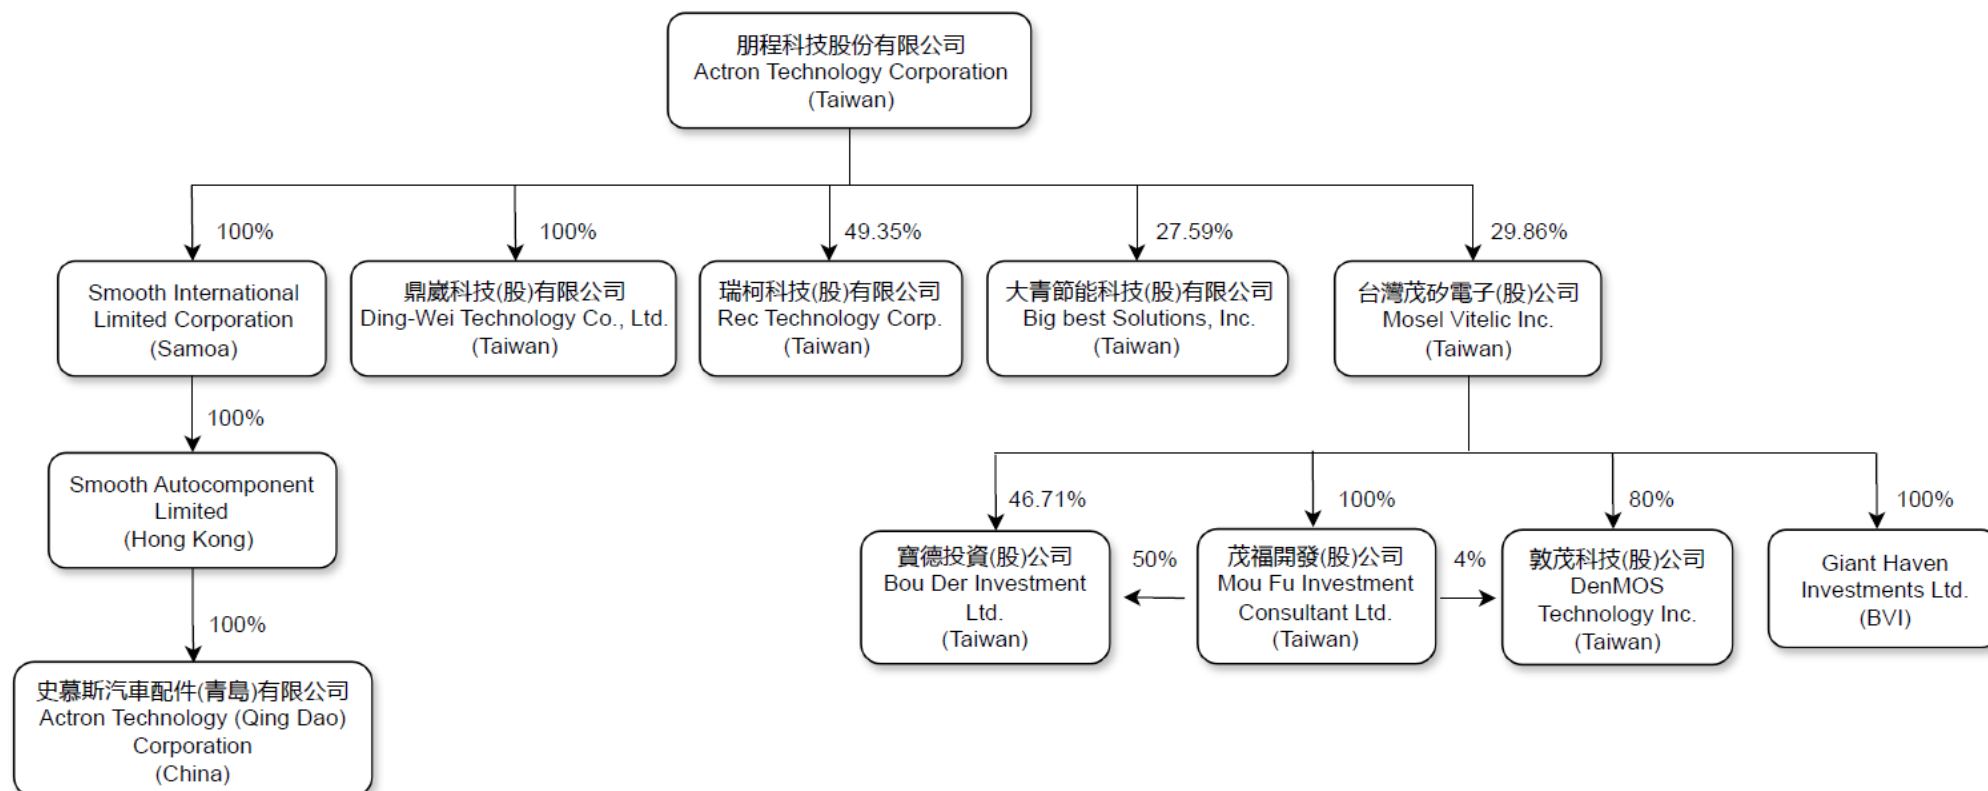 朋程科技股份有限公司
Actron Technology Corporation
(Taiwan)
100%
100%
49.35%
27.59%
29.86%
Smooth International
Limited Corporation
(Samoa)
鼎崴科技(股)有限公司
Ding-Wei Technology Co., Ltd.
(Taiwan)
瑞柯科技(股)有限公司
Rec Technology Corp.
(Taiwan)
大青節能科技(股)有限公司
Big best Solutions, Inc.
(Taiwan)
台灣茂矽電子(股)公司
Mosel Vitelic Inc.
(Taiwan)
100%
Smooth Autocomponent
Limited
(Hong Kong)
46.71%
100%
80%
100%
寶德投資(股)公司
Bou Der Investment
Ltd.
(Taiwan)
50%
茂福開發(股)公司
Mou Fu Investment
Consultant Ltd.
(Taiwan)
4%
敦茂科技(股)公司
DenMOS
Technology Inc.
(Taiwan)
Giant Haven
Investments Ltd.
(BVI)
100%
史慕斯汽車配件(青島)有限公司
Actron Technology (Qing Dao)
Corporation
(China)